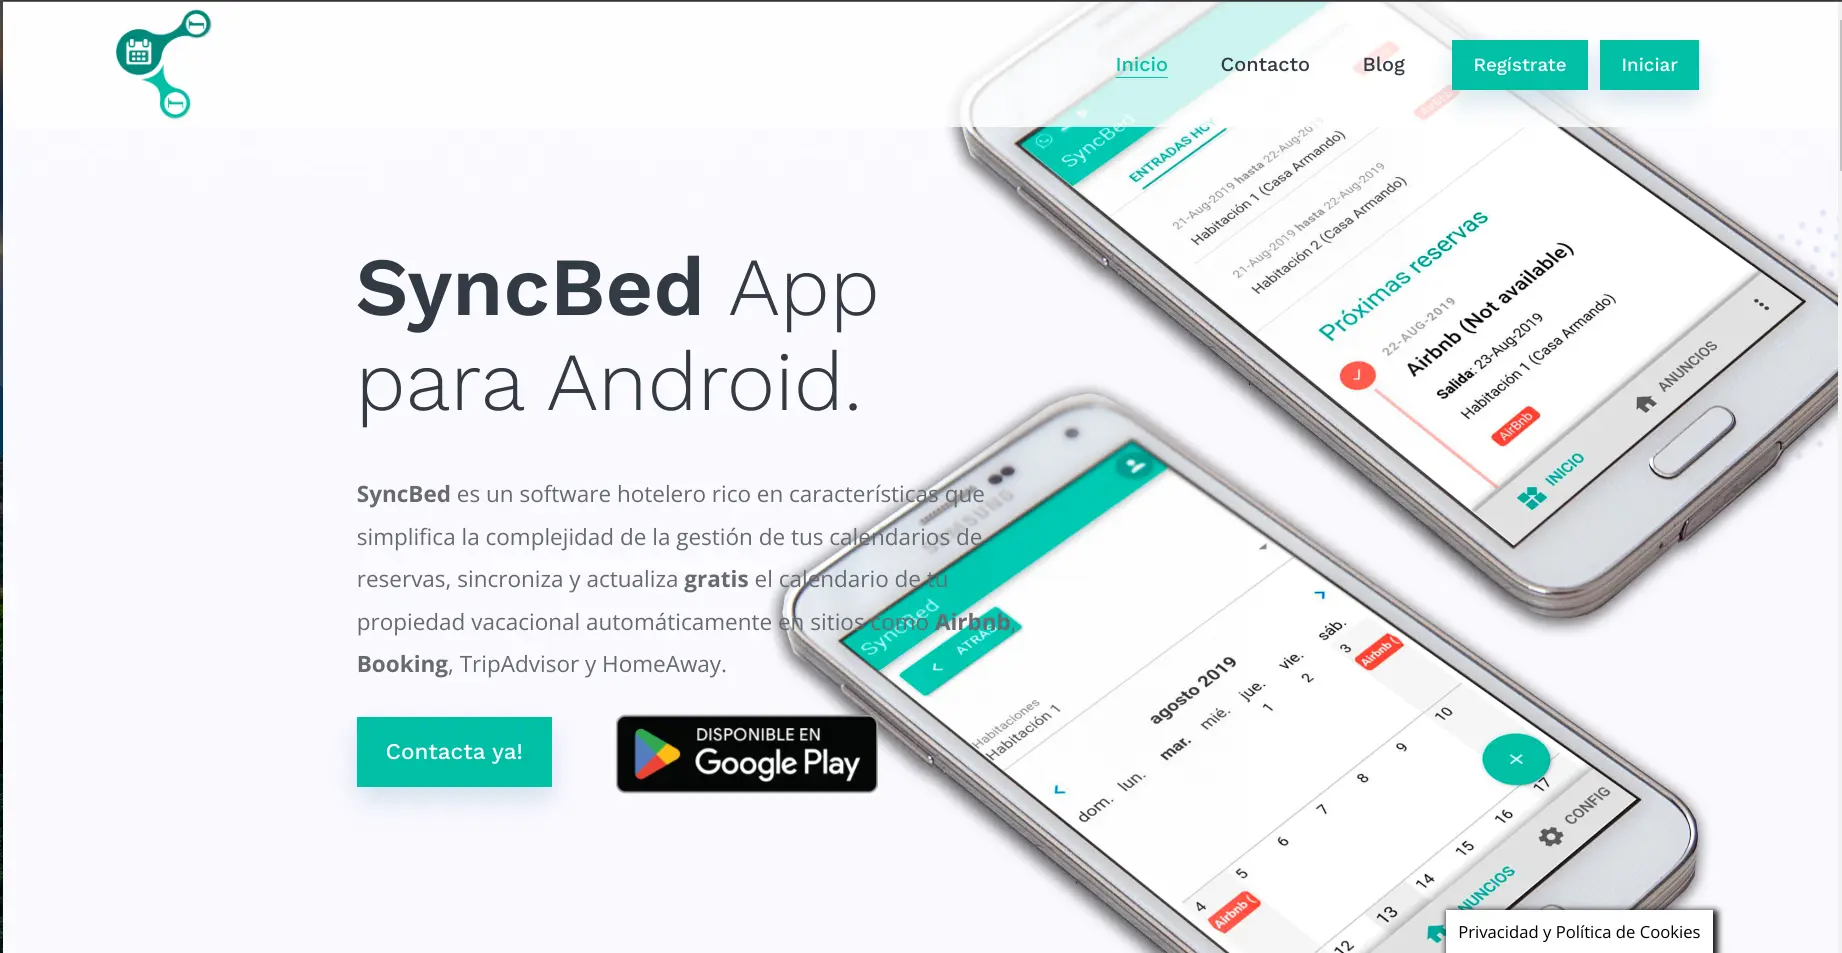 Inicio
Contacto
Blog
Regístrate
Iniciar
SyncBed App
para Android.
SyncBed es un software hotelero rico en características que
simplifica la complejidad de la gestión de tus calendarios de
reservas, sincroniza y actualiza gratis el calendario de tu
propiedad vacacional automáticamente en sitios como Airbnb,
Booking, TripAdvisor y HomeAway.
Contacta ya!
DISPONIBLE EN
Google Play
SyncBed
ENTRADAS HOY
21-Aug-2019 hasta 22-Aug-2019
Habitación 1 (Casa Armando)
21-Aug-2019 hasta 22-Aug-2019
Habitación 2 (Casa Armando)
Próximas reservas
22-AUG-2019
Airbnb (Not available)
Salida: 23-Aug-2019
Habitación 1 (Casa Armando)
AirBnb
INICIO
ANUNCIOS
SAMSUNG
SyncBed
ATRÁS
Habitaciones
Habitación 1
agosto 2019
dom. lun. mar. mié. jue. vie. sáb.
1 2 3
Airbnb (
4 5 6 7 8 9 10
Airbnb (
12 13 14 15 16 17
ANUNCIOS
CONFIG
Privacidad y Política de Cookies